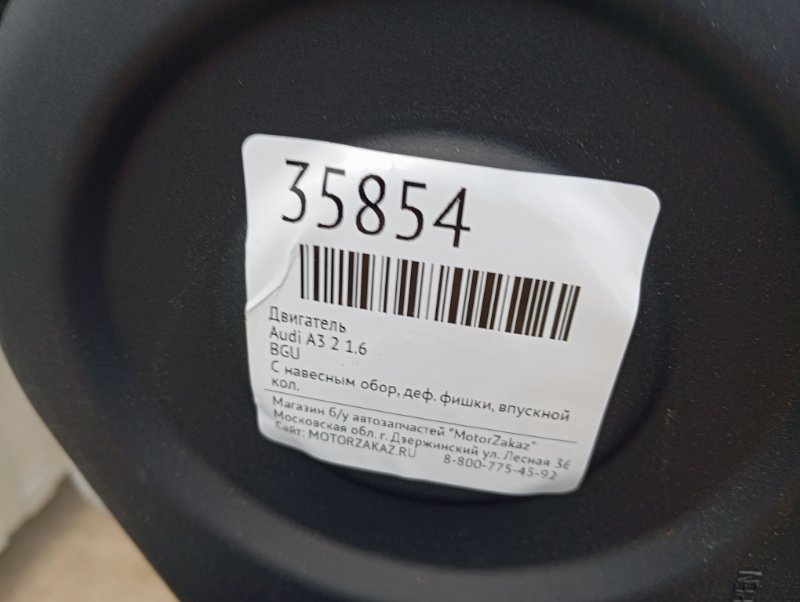 35854
Двигатель
Audi A3 2 1.6
BGU
С навесным обор, деф. фишки, впускной
кол.
Магазин б/у автозапчастей "MotorZakaz"
Московская обл. г. Дзержинский ул. Лесная 3
Сайт: MOTORZAKAZ.RU 8-800-775-45-92